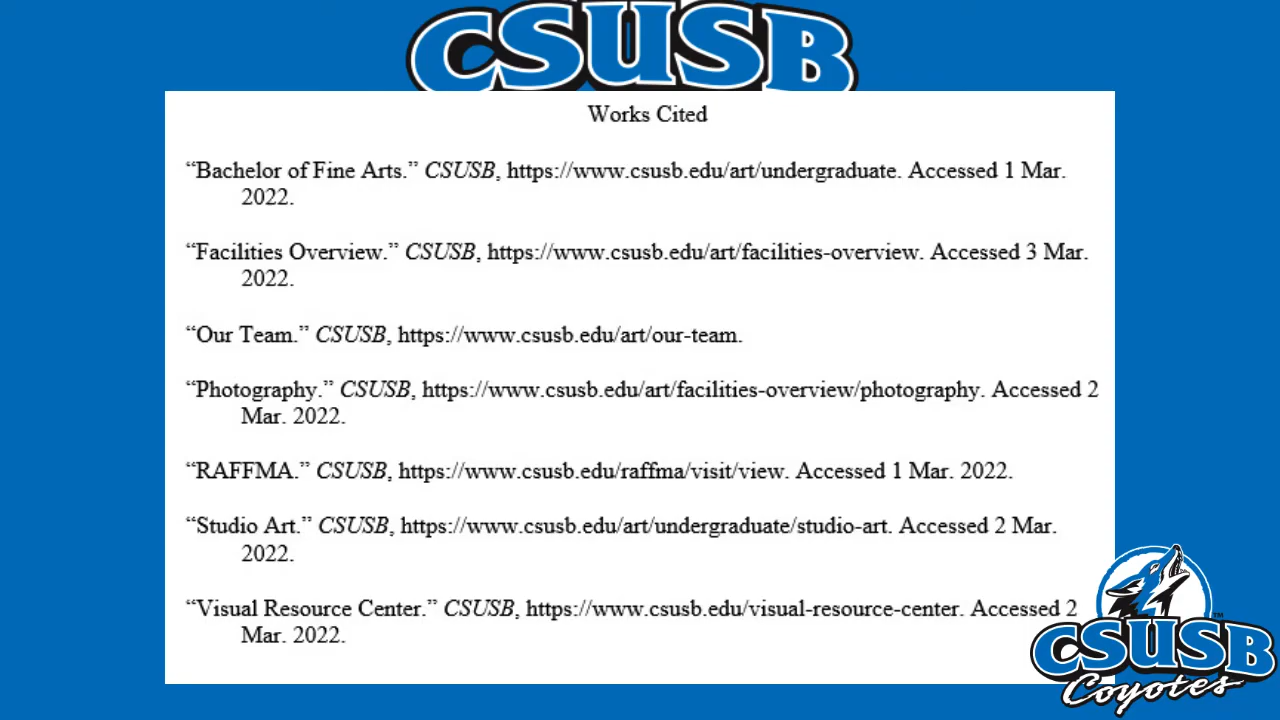 CSUSB
Works Cited
“Bachelor of Fine Arts.” CSUSB, https://www.csusb.edu/art/undergraduate. Accessed 1 Mar.
2022.
“Facilities Overview.” CSUSB, https://www.csusb.edu/art/facilities-overview. Accessed 3 Mar.
2022.
“Our Team.” CSUSB, https://www.csusb.edu/art/our-team.
“Photography.” CSUSB, https://www.csusb.edu/art/facilities-overview/photography. Accessed 2
Mar. 2022.
“RAFFMA.” CSUSB, https://www.csusb.edu/raffma/visit/view. Accessed 1 Mar. 2022.
“Studio Art.” CSUSB, https://www.csusb.edu/art/undergraduate/studio-art. Accessed 2 Mar.
2022.
“Visual Resource Center.” CSUSB, https://www.csusb.edu/visual-resource-center. Accessed 2
Mar. 2022.
TM
CSUSB
Coyotes